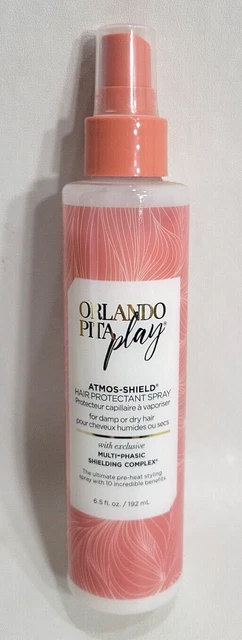 ORLANDO
PITA play®
ATMOS-SHIELD®
HAIR PROTECTANT SPRAY
Protecteur capillaire à vaporiser
for damp or dry hair
pour cheveux humides ou secs
with exclusive
MULTI-PHASIC
SHIELDING COMPLEX®
The ultimate pre-heat styling
spray with 10 incredible benefits
6.5 fl. oz. / 192 mL